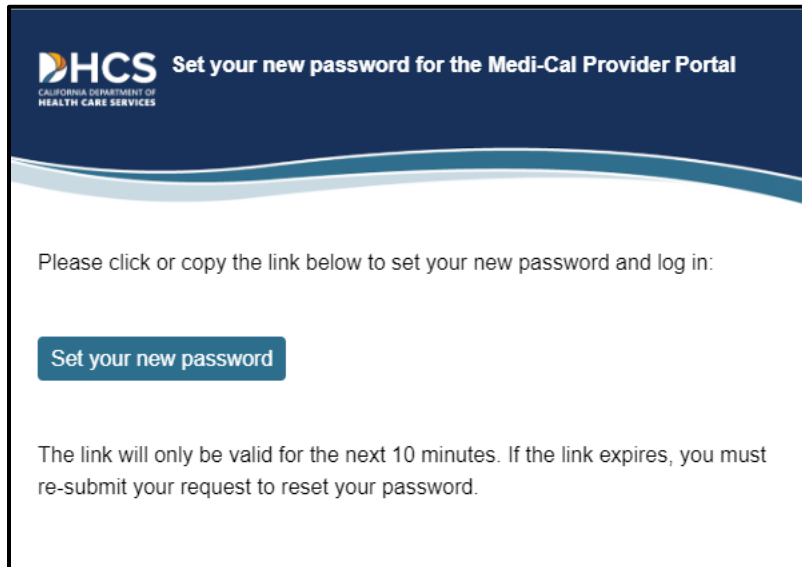 DHCS
CALIFORNIA DEPARTMENT OF
HEALTH CARE SERVICES
Set your new password for the Medi-Cal Provider Portal
Please click or copy the link below to set your new password and log in:
Set your new password
The link will only be valid for the next 10 minutes. If the link expires, you must
re-submit your request to reset your password.